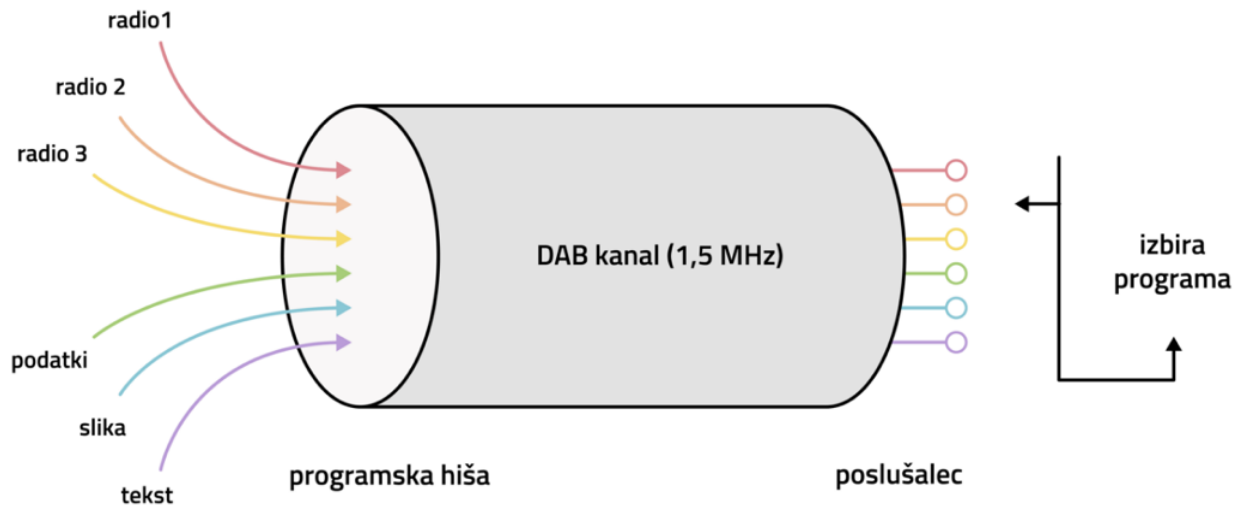 radio1
radio 2
radio 3
podatki
slika
tekst
DAB kanal (1,5 MHz)
izbira
programa
programska hiša
poslušalec